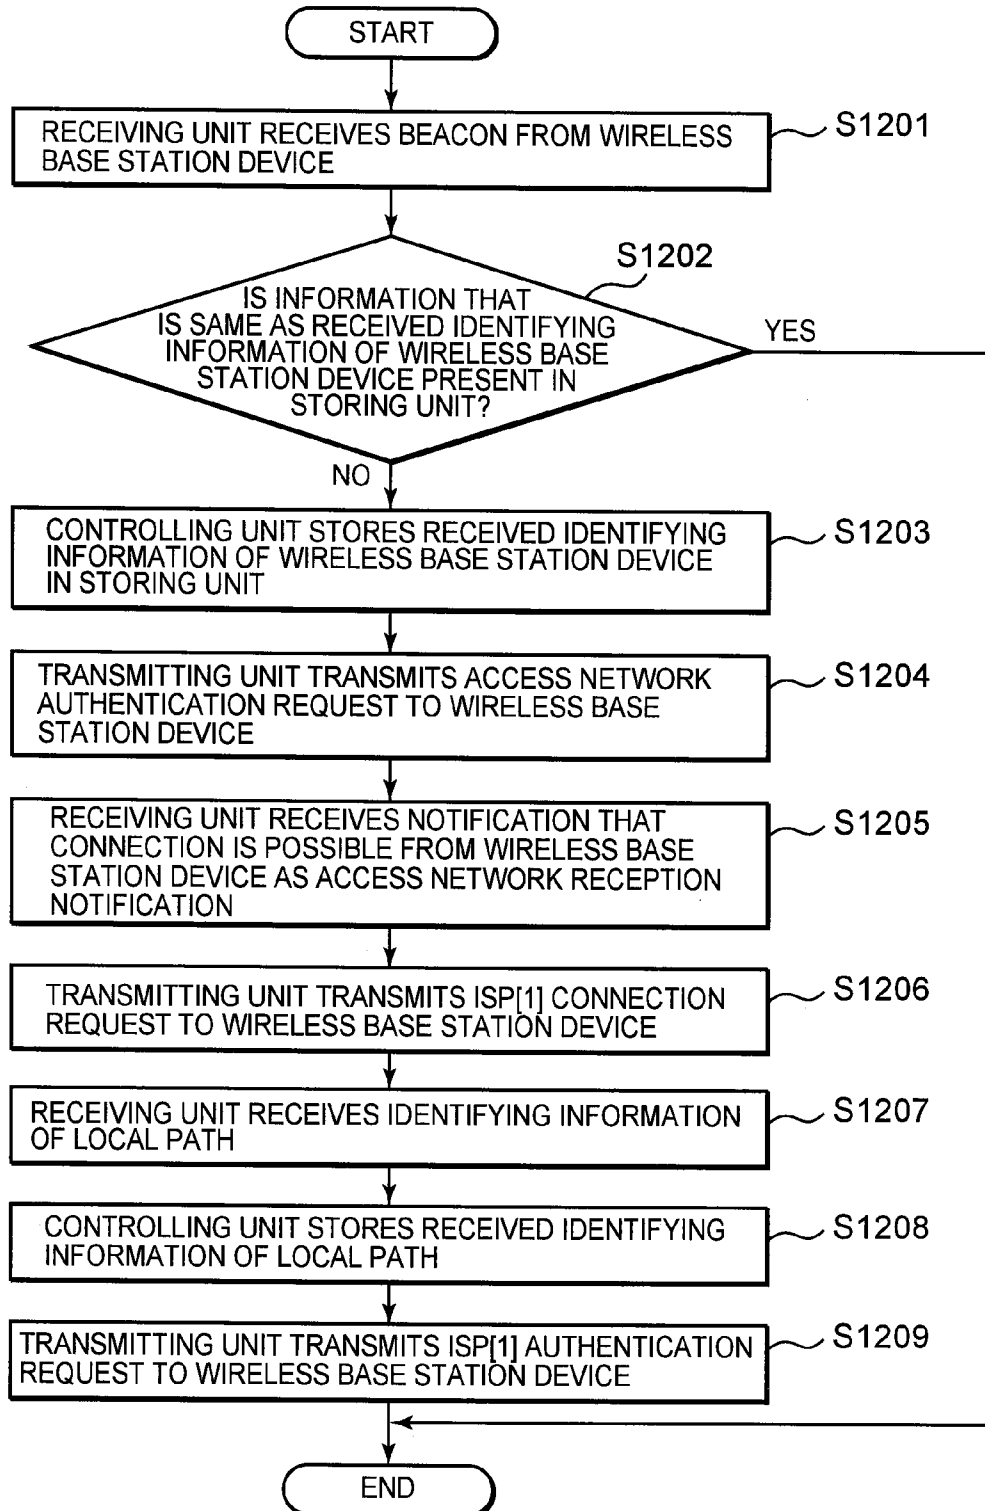 START
RECEIVING UNIT RECEIVES BEACON FROM WIRELESS
BASE STATION DEVICE
S1201
S1202
IS INFORMATION THAT
IS SAME AS RECEIVED IDENTIFYING
INFORMATION OF WIRELESS BASE
STATION DEVICE PRESENT IN
STORING UNIT?
YES
NO
CONTROLLING UNIT STORES RECEIVED IDENTIFYING
INFORMATION OF WIRELESS BASE STATION DEVICE
IN STORING UNIT
S1203
TRANSMITTING UNIT TRANSMITS ACCESS NETWORK
AUTHENTICATION REQUEST TO WIRELESS BASE
STATION DEVICE
S1204
RECEIVING UNIT RECEIVES NOTIFICATION THAT
CONNECTION IS POSSIBLE FROM WIRELESS BASE
STATION DEVICE AS ACCESS NETWORK RECEPTION
NOTIFICATION
S1205
TRANSMITTING UNIT TRANSMITS ISP[1] CONNECTION
REQUEST TO WIRELESS BASE STATION DEVICE
S1206
RECEIVING UNIT RECEIVES IDENTIFYING INFORMATION
OF LOCAL PATH
S1207
CONTROLLING UNIT STORES RECEIVED IDENTIFYING
INFORMATION OF LOCAL PATH
S1208
TRANSMITTING UNIT TRANSMITS ISP[1] AUTHENTICATION
REQUEST TO WIRELESS BASE STATION DEVICE
S1209
END